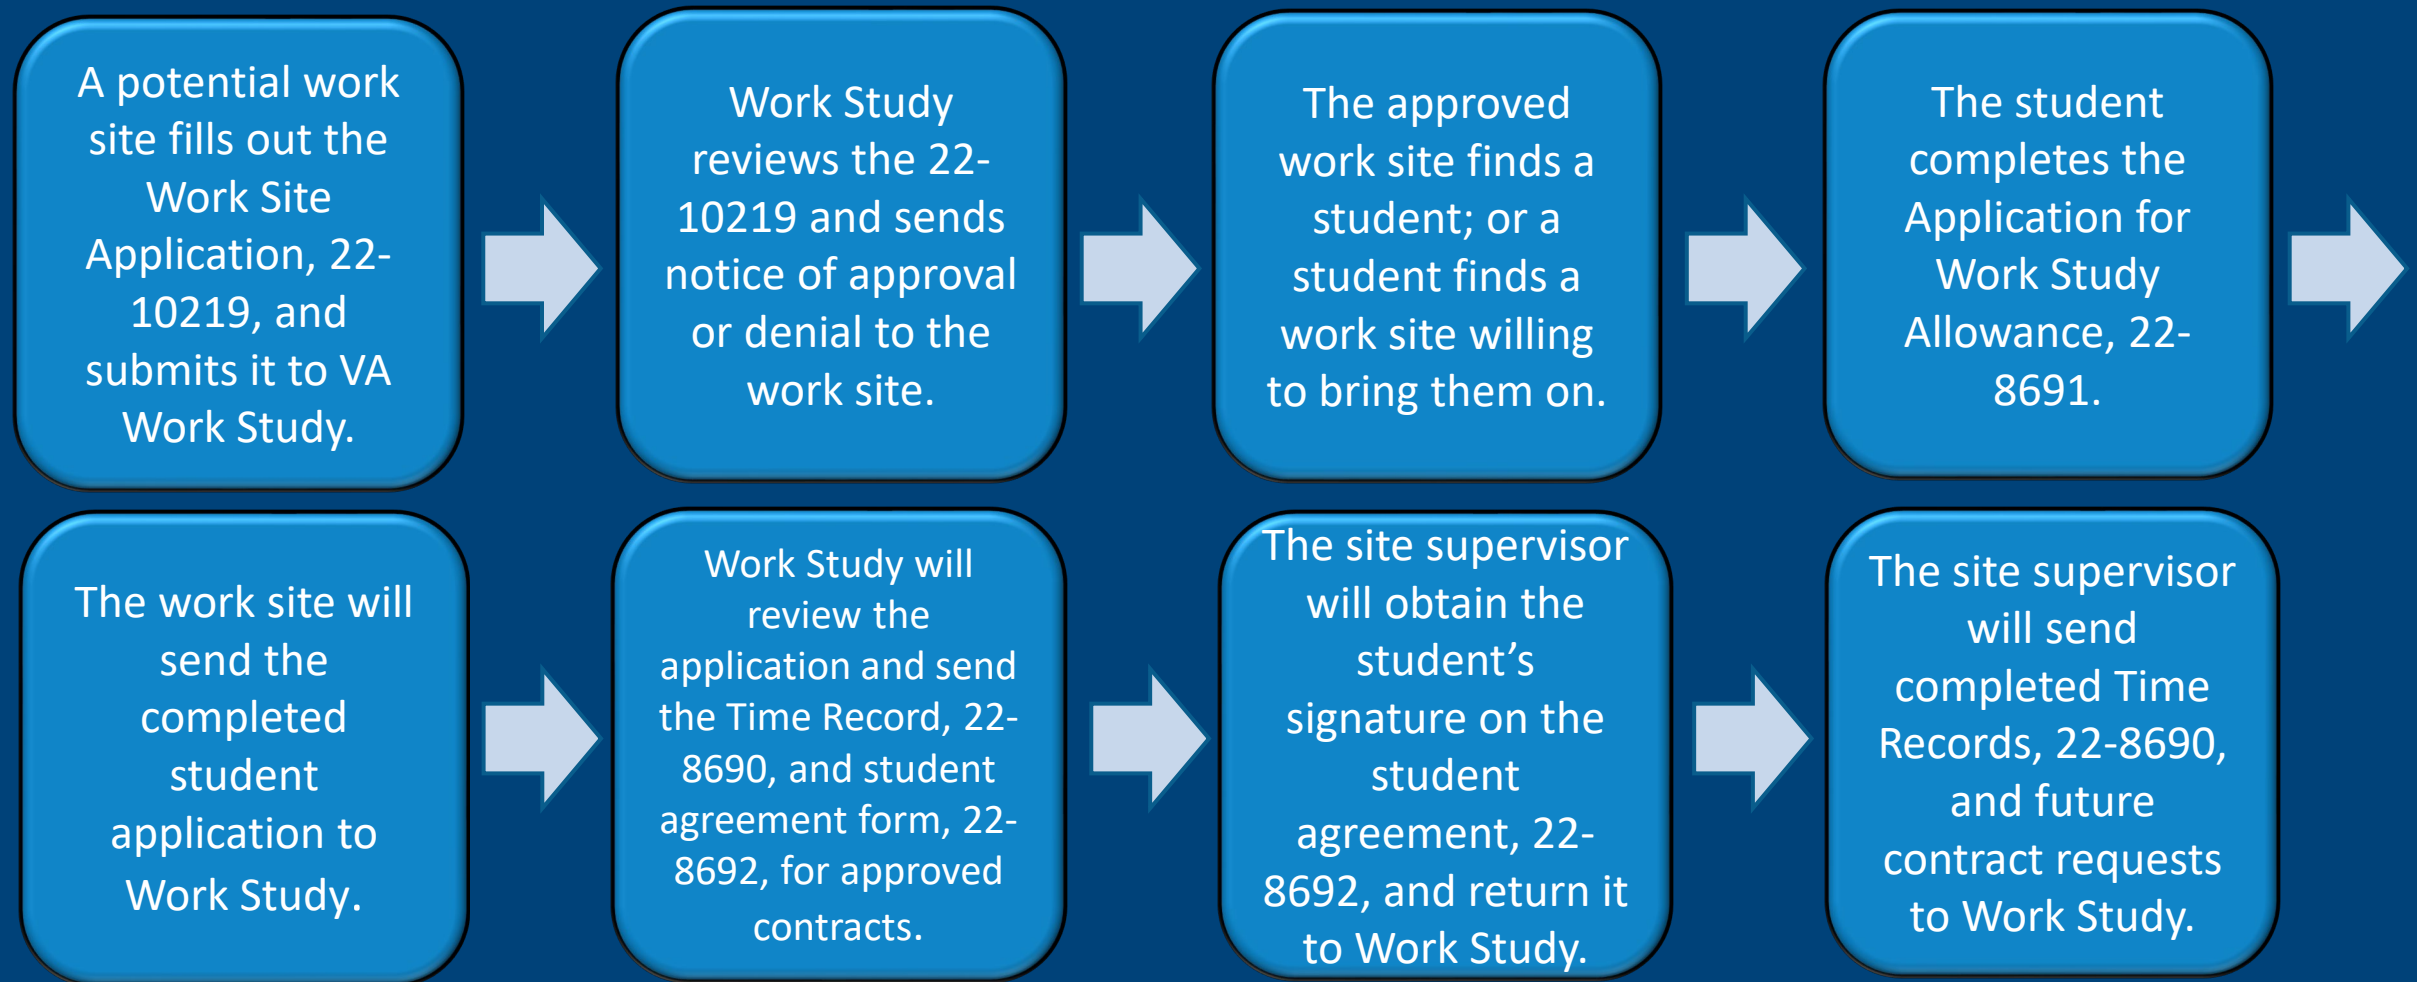 A potential work
site fills out the
Work Site
Application, 22-
10219, and
submits it to VA
Work Study.
Work Study
reviews the 22-
10219 and sends
notice of approval
or denial to the
work site.
The approved
work site finds a
student; or a
student finds a
work site willing
to bring them on.
The student
completes the
Application for
Work Study
Allowance, 22-
8691.
The work site will
send the
completed
student
application to
Work Study.
Work Study will
review the
application and send
the Time Record, 22-
8690, and student
agreement form, 22-
8692, for approved
contracts.
The site supervisor
will obtain the
student’s
signature on the
student
agreement, 22-
8692, and return it
to Work Study.
The site supervisor
will send
completed Time
Records, 22-8690,
and future
contract requests
to Work Study.